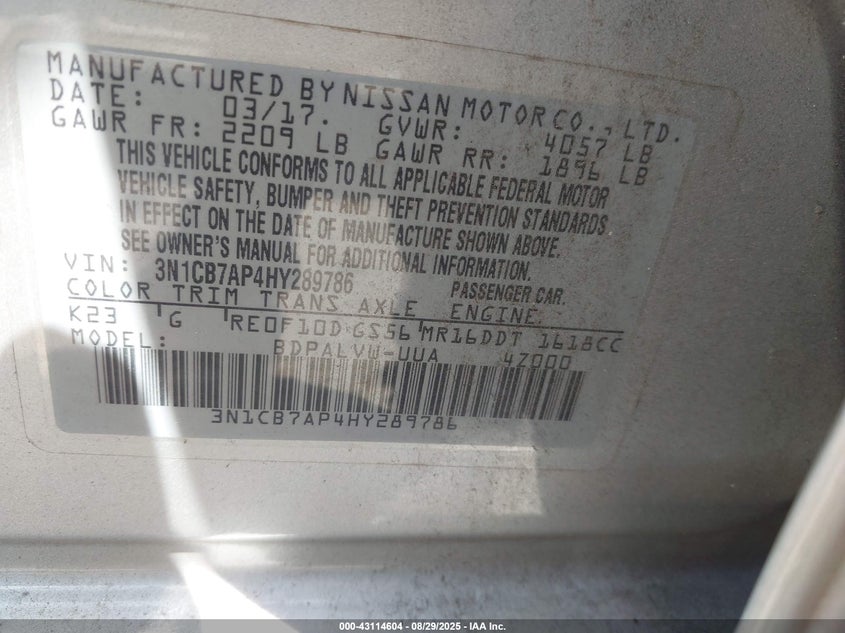 MANUFACTURED BY NISSAN MOTOR CO., LTD.
DATE: 03/17. GVWR: 4057 LB
GAWR FR: 2209 LB GAWR RR: 1896 LB
THIS VEHICLE CONFORMS TO ALL APPLICABLE FEDERAL MOTOR
VEHICLE SAFETY, BUMPER AND THEFT PREVENTION STANDARDS
IN EFFECT ON THE DATE OF MANUFACTURE SHOWN ABOVE.
SEE OWNER'S MANUAL FOR ADDITIONAL INFORMATION.
VIN: 3N1CB7AP4HY289786 PASSENGER CAR.
COLOR TRIM TRANS AXLE ENGINE
K23 G RE0F10D GS56 MR16DDT 1618CC
MODEL: BDPALVW-UUA 4Z000
3N1CB7AP4HY289786
000-43114604 - 08/29/2025 - IAA Inc.